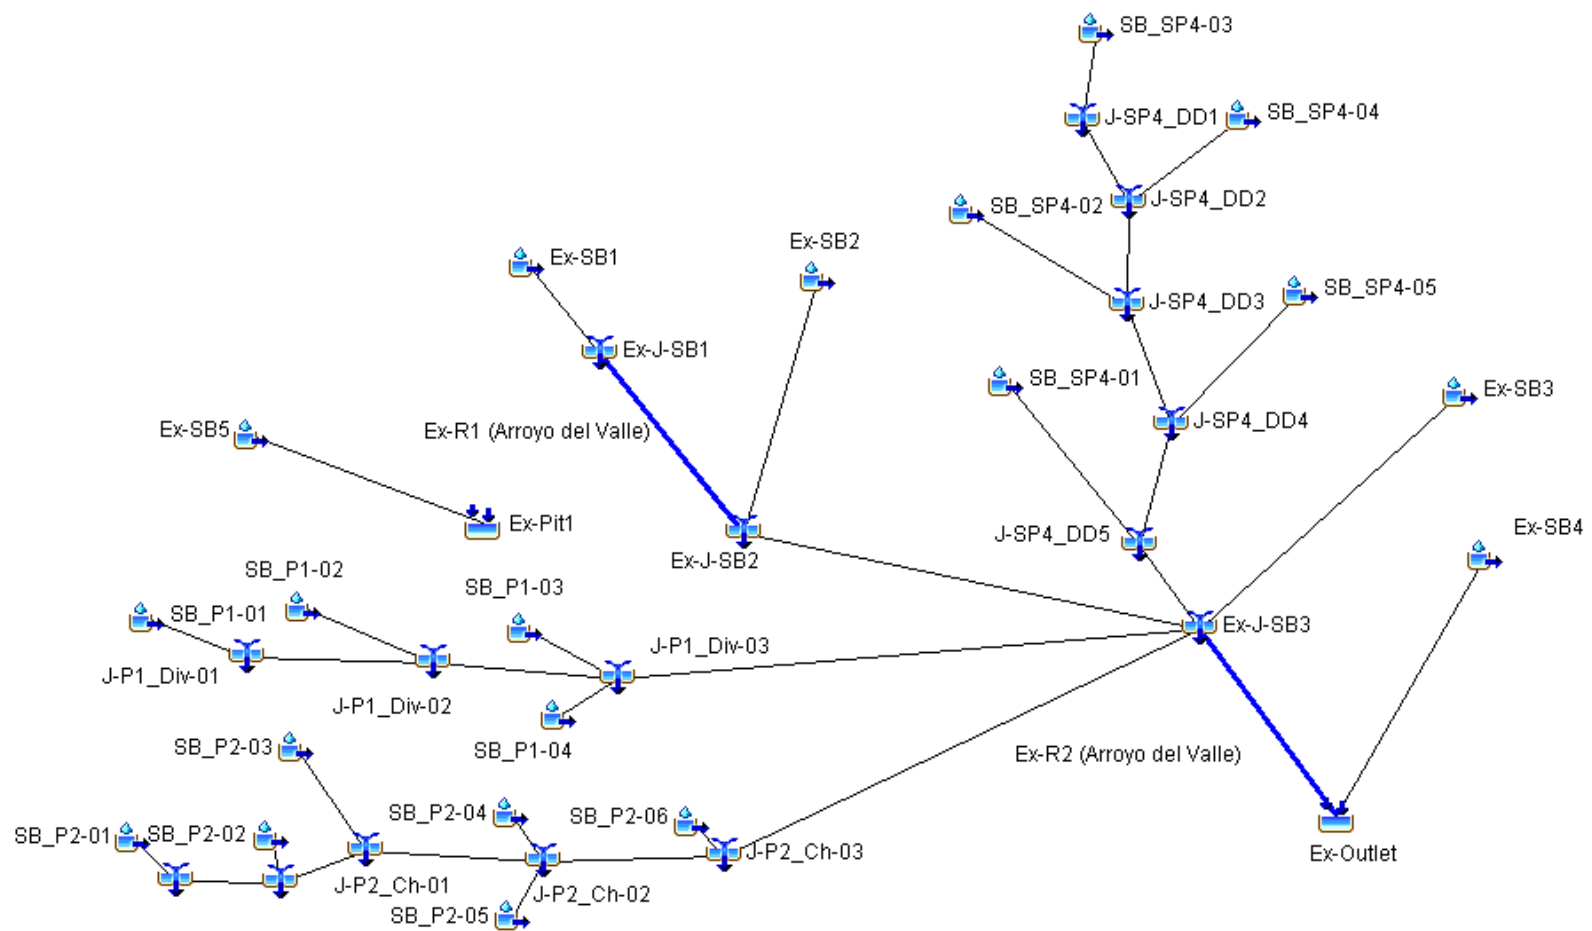 SB_SP4-03
J-SP4_DD1
SB_SP4-04
SB_SP4-02
J-SP4_DD2
Ex-SB1
Ex-SB2
J-SP4_DD3
SB_SP4-05
Ex-J-SB1
SB_SP4-01
Ex-SB3
Ex-SB5
Ex-R1 (Arroyo del Valle)
J-SP4_DD4
Ex-Pit1
J-SP4_DD5
Ex-SB4
Ex-J-SB2
SB_P1-02
SB_P1-03
SB_P1-01
Ex-J-SB3
J-P1_Div-03
J-P1_Div-01
J-P1_Div-02
SB_P2-03
SB_P1-04
Ex-R2 (Arroyo del Valle)
SB_P2-04
SB_P2-06
SB_P2-01
SB_P2-02
J-P2_Ch-03
Ex-Outlet
J-P2_Ch-01
J-P2_Ch-02
SB_P2-05